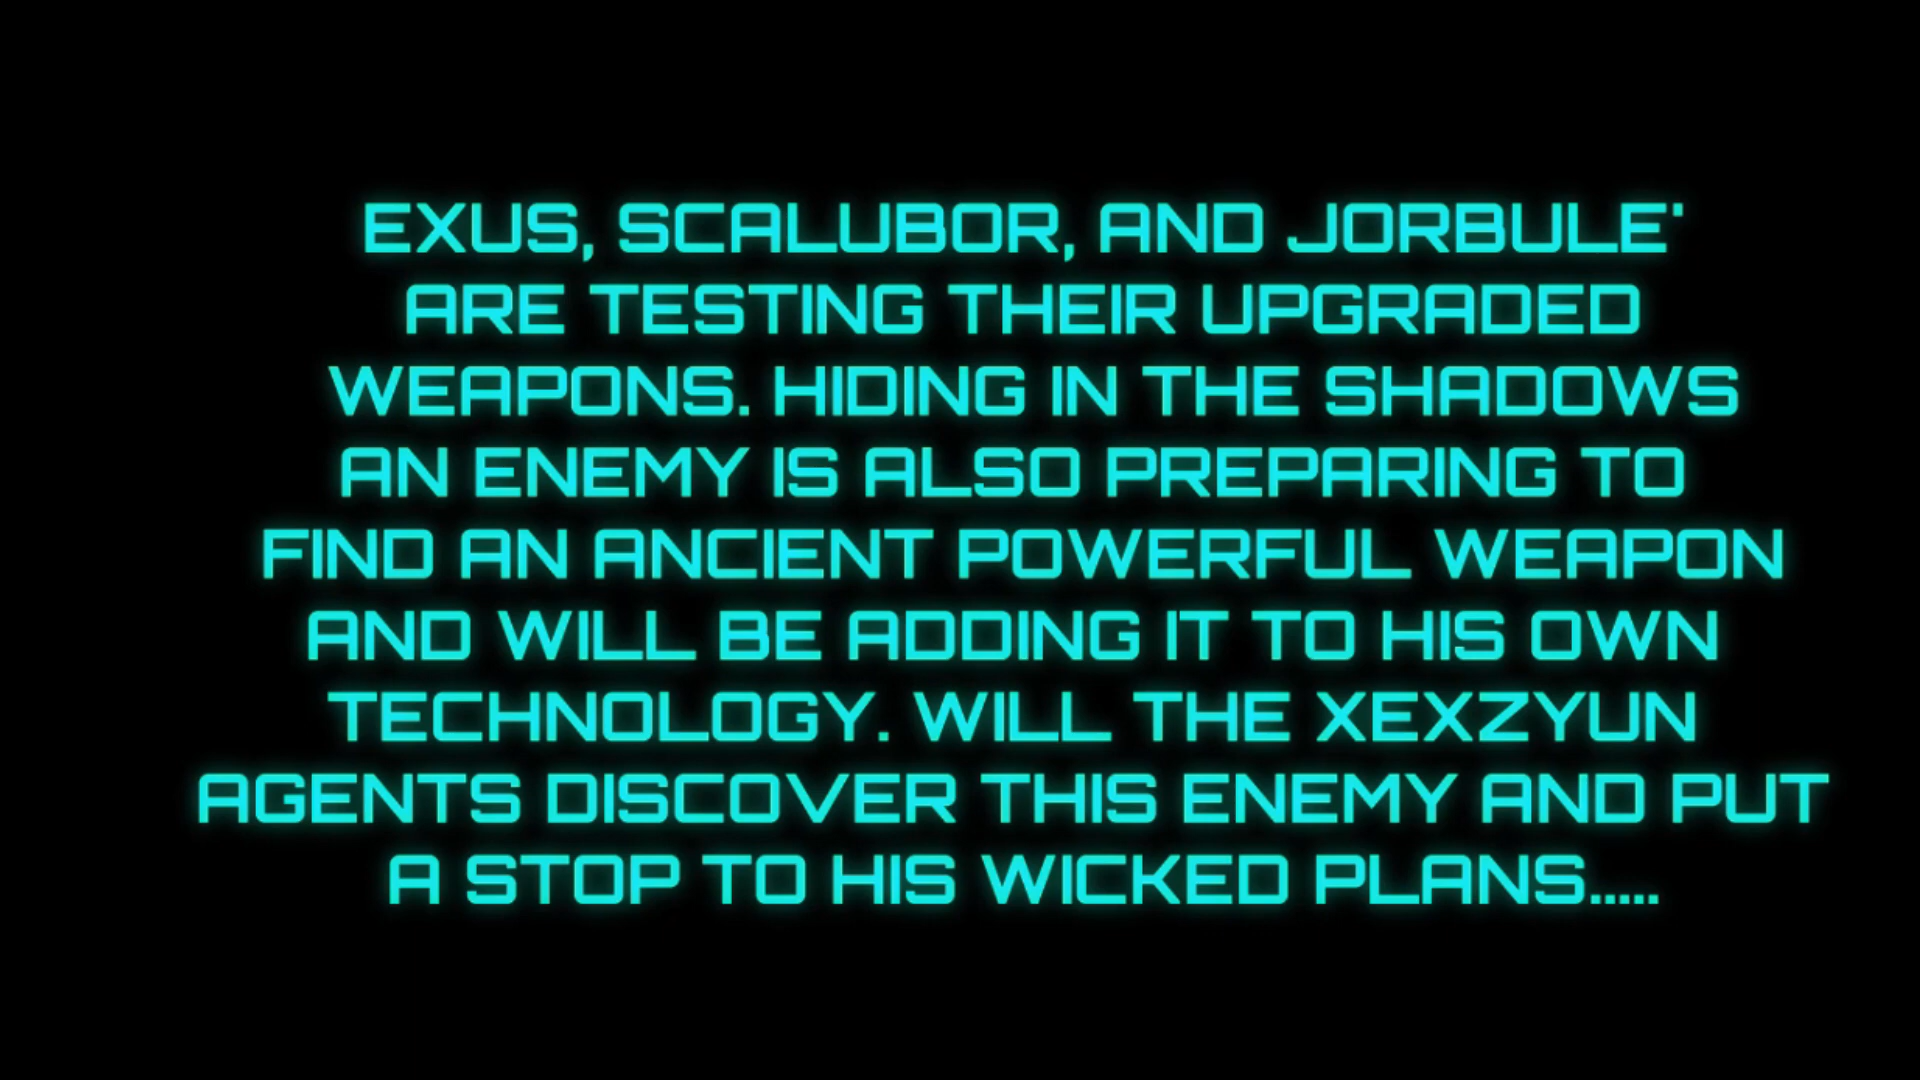 EXUS, SCALUBOR, AND JORBULE'
ARE TESTING THEIR UPGRADED
WEAPONS. HIDING IN THE SHADOWS
AN ENEMY IS ALSO PREPARING TO
FIND AN ANCIENT POWERFUL WEAPON
AND WILL BE ADDING IT TO HIS OWN
TECHNOLOGY. WILL THE XEXZYUN
AGENTS DISCOVER THIS ENEMY AND PUT
A STOP TO HIS WICKED PLANS.....